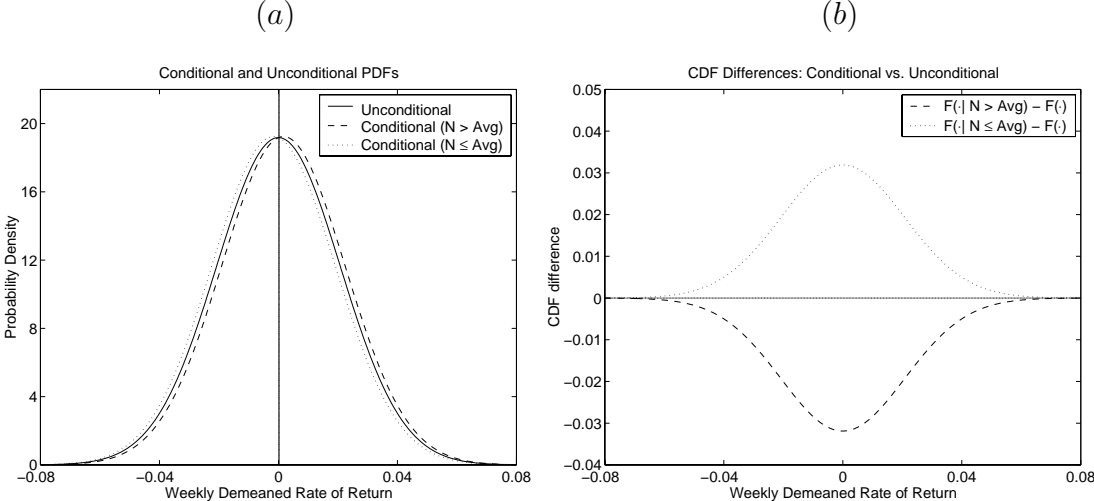 (a)
Conditional and Unconditional PDFs
Unconditional
Conditional (N > Avg)
Conditional (N ≤ Avg)
20
16
12
8
4
0
Probability Density
−0.08
−0.04
0
0.04
0.08
Weekly Demeaned Rate of Return
(b)
CDF Differences: Conditional vs. Unconditional
F(·| N > Avg) − F(·)
F(·| N ≤ Avg) − F(·)
0.05
0.04
0.03
0.02
0.01
0
−0.01
−0.02
−0.03
−0.04
CDF difference
−0.08
−0.04
0
0.04
0.08
Weekly Demeaned Rate of Return